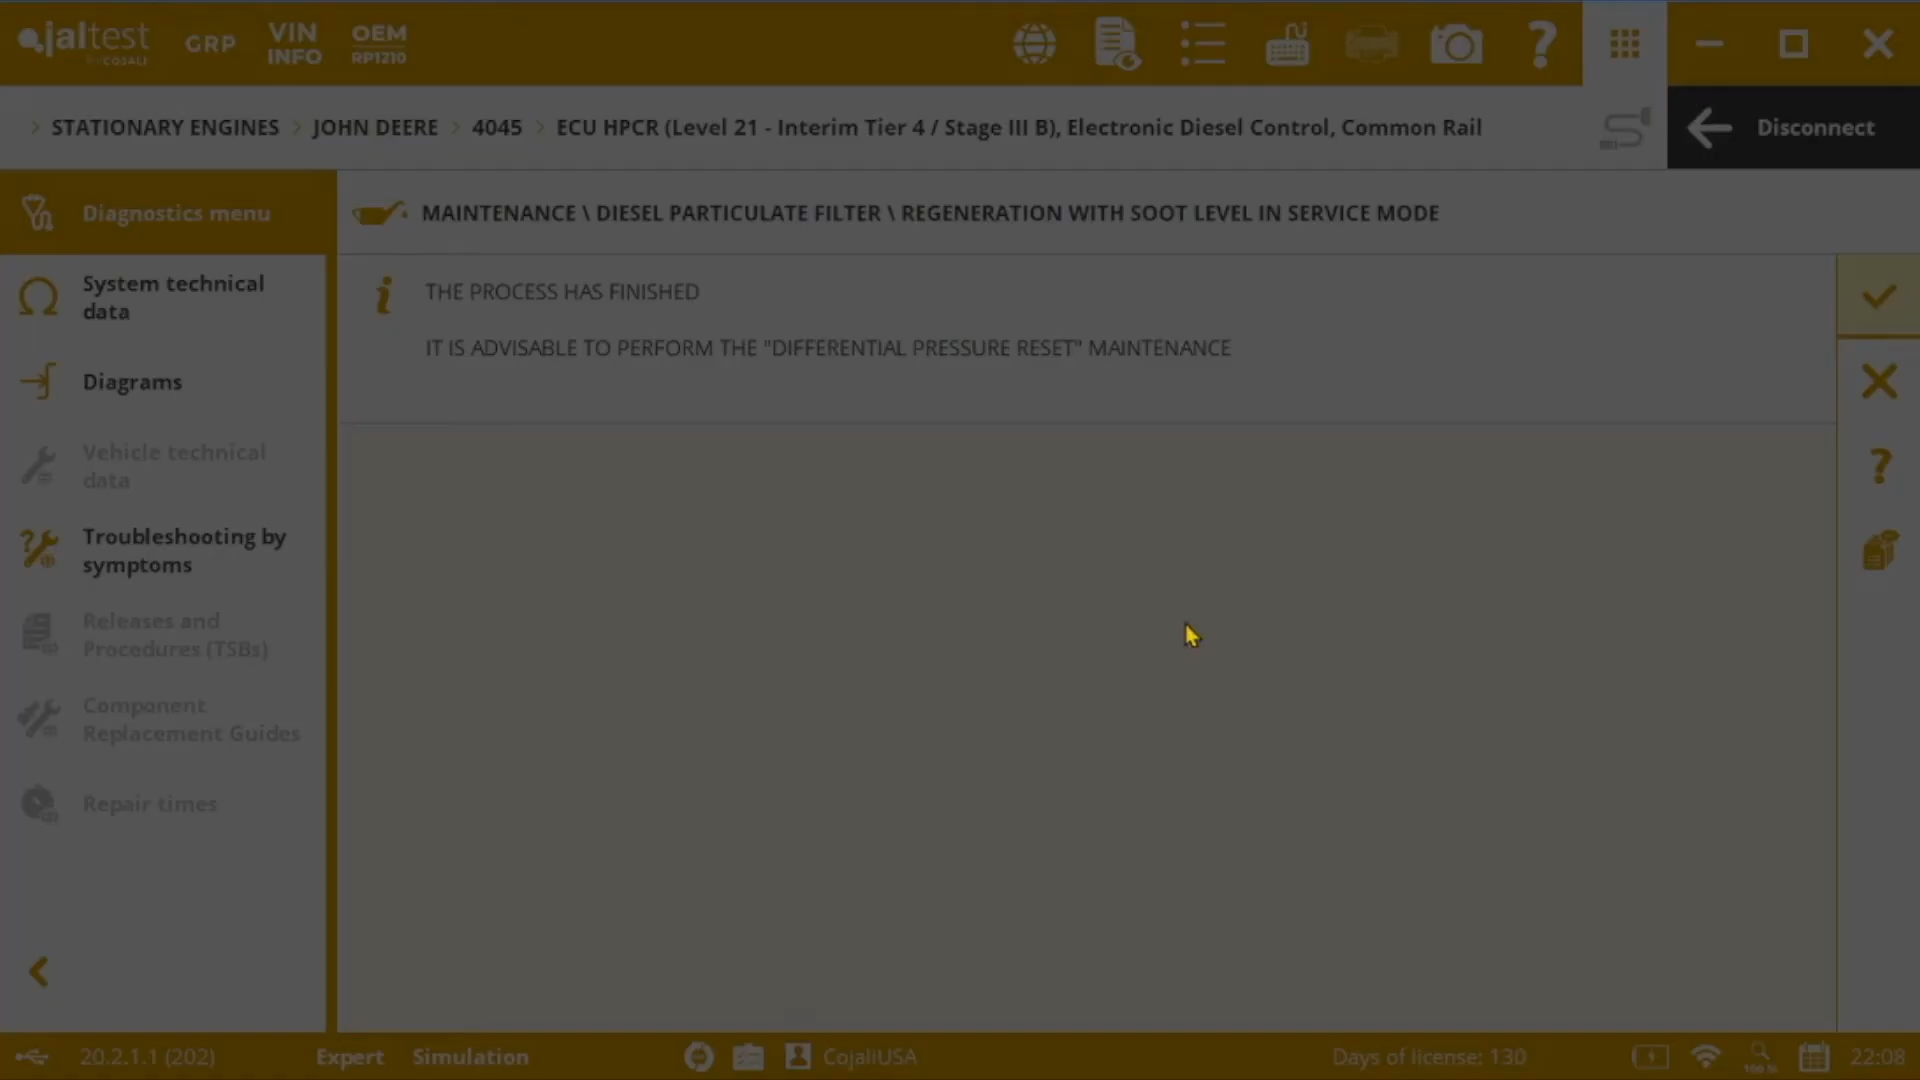 jaltest
BY COJALI
GRP
VIN
INFO
OEM
RP1210
STATIONARY ENGINES > JOHN DEERE > 4045 > ECU HPCR (Level 21 - Interim Tier 4 / Stage III B), Electronic Diesel Control, Common Rail
Disconnect
Diagnostics menu
MAINTENANCE \ DIESEL PARTICULATE FILTER \ REGENERATION WITH SOOT LEVEL IN SERVICE MODE
System technical
data
THE PROCESS HAS FINISHED
IT IS ADVISABLE TO PERFORM THE "DIFFERENTIAL PRESSURE RESET" MAINTENANCE
Diagrams
Vehicle technical
data
Troubleshooting by
symptoms
Releases and
Procedures (TSBs)
Component
Replacement Guides
Repair times
20.2.1.1 (202)
Expert
Simulation
CojaliUSA
Days of license: 130
100 %
22:08